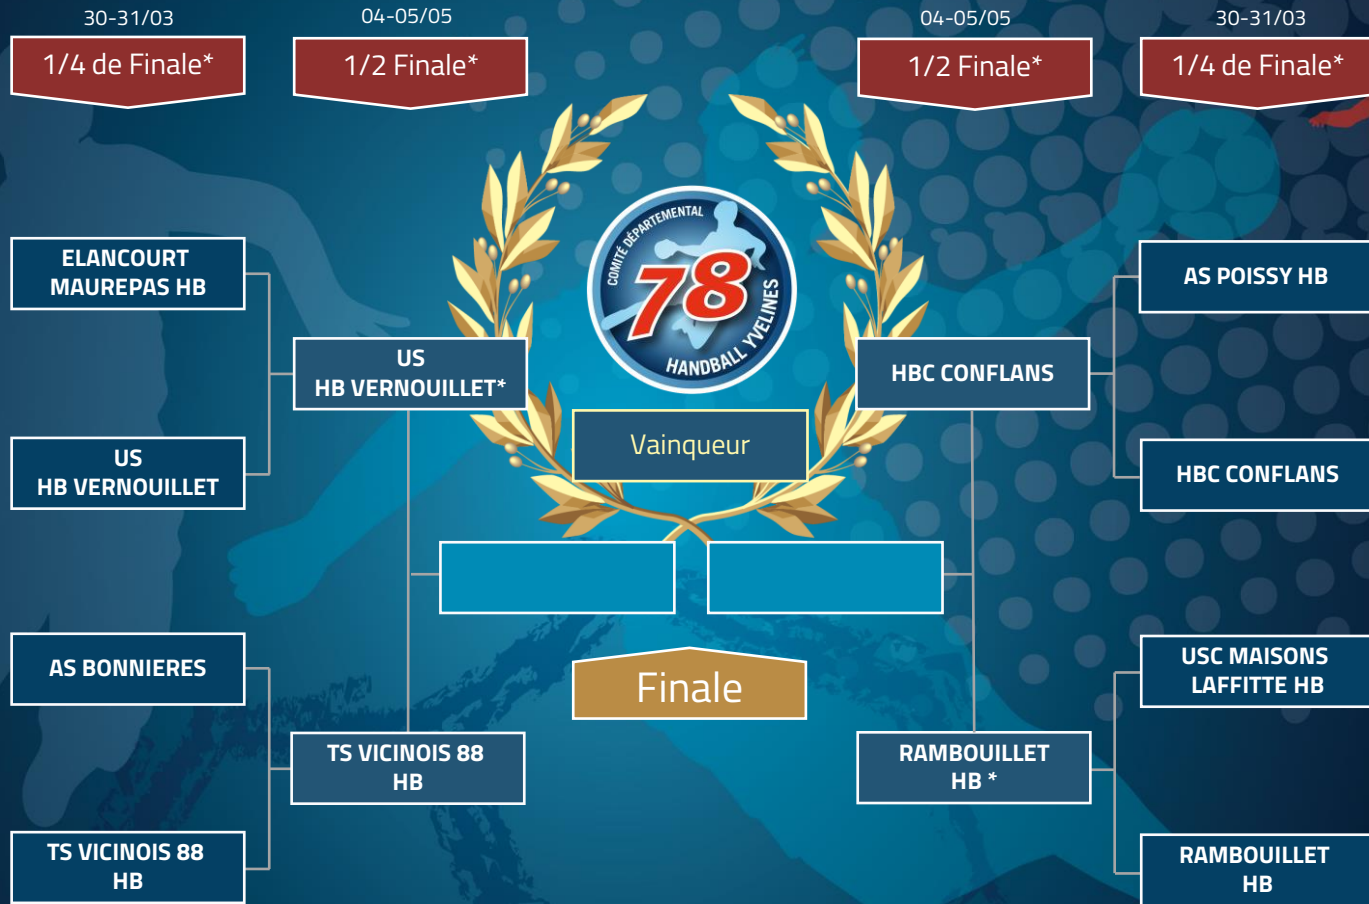 30-31/03
04-05/05
04-05/05
30-31/03
1/4 de Finale*
1/2 Finale*
1/2 Finale*
1/4 de Finale*
COMITÉ DÉPARTEMENTAL
78
HANDBALL YVELINES
ELANCOURT
MAUREPAS HB
AS POISSY HB
US
HB VERNOUILLET*
HBC CONFLANS
Vainqueur
US
HB VERNOUILLET
HBC CONFLANS
AS BONNIERES
USC MAISONS
LAFFITTE HB
Finale
TS VICINOIS 88
HB
RAMBOUILLET
HB *
TS VICINOIS 88
HB
RAMBOUILLET
HB